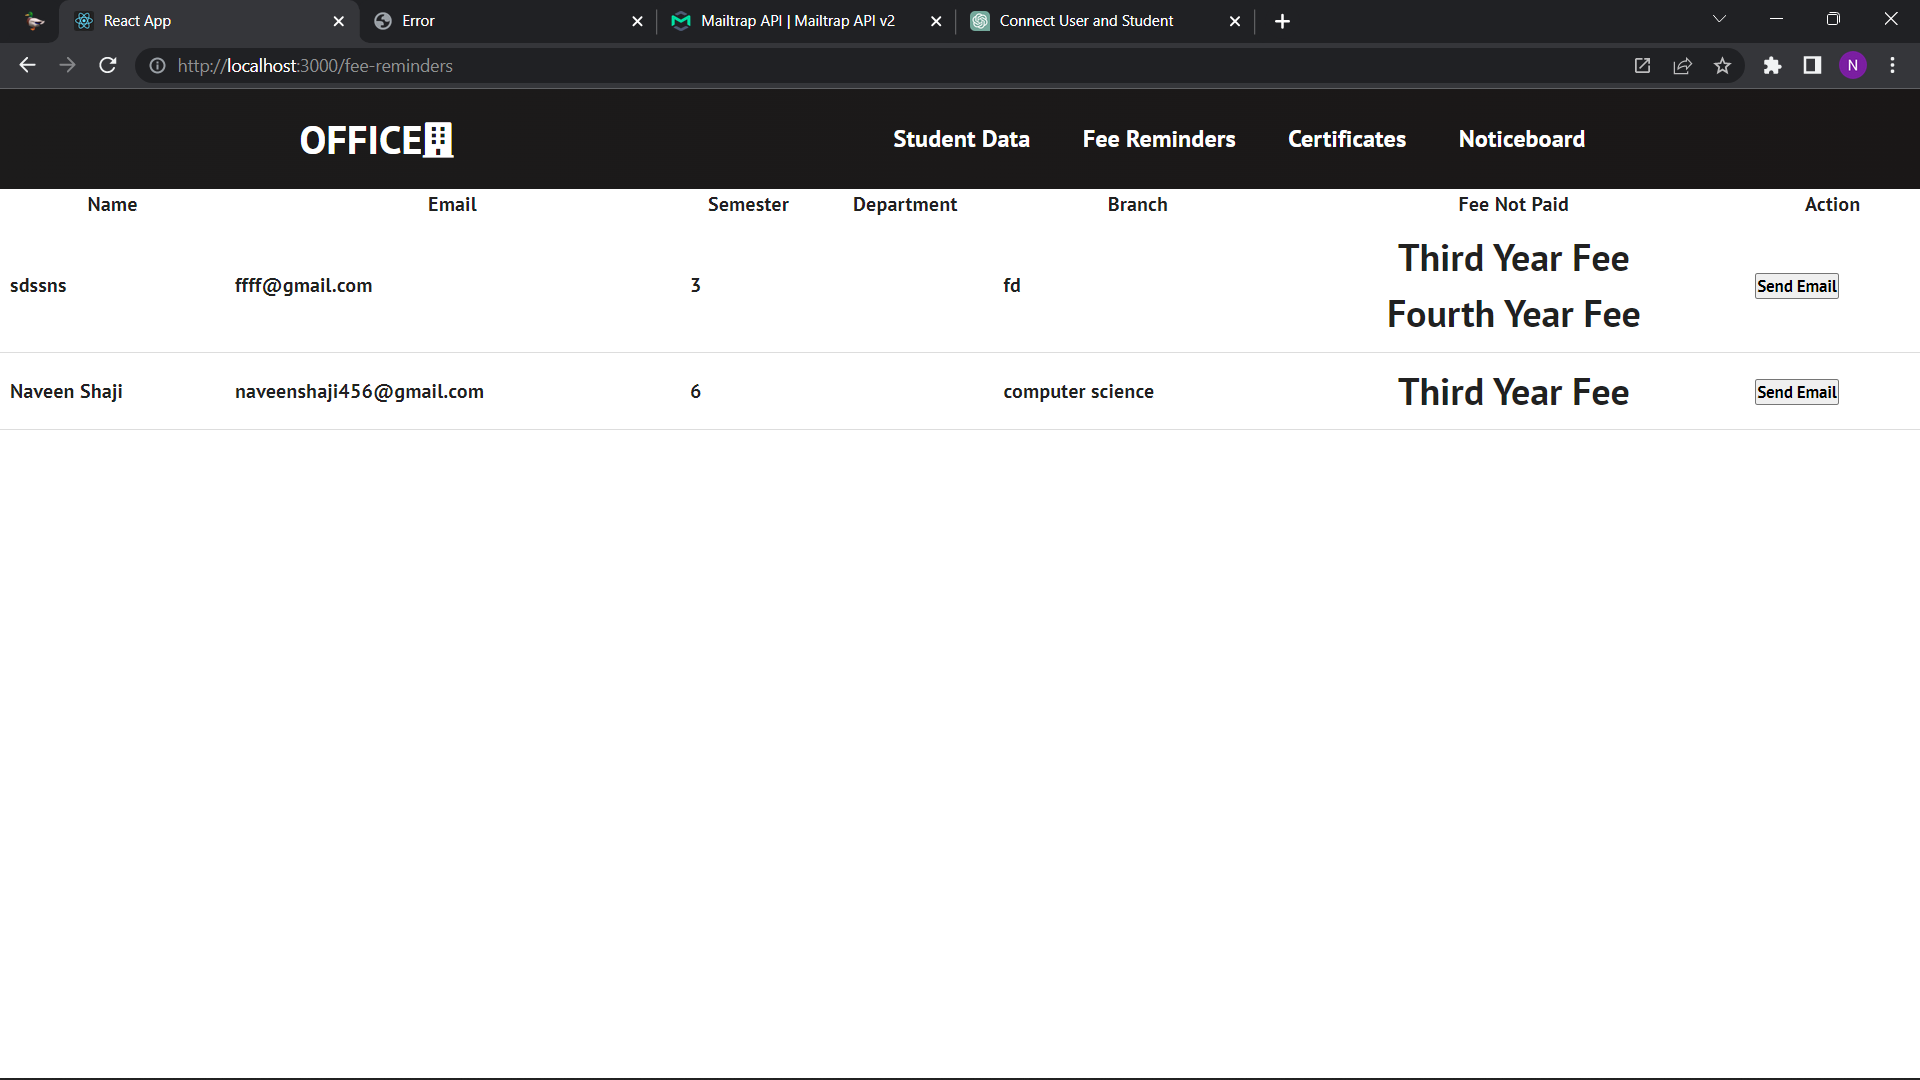 React App
Error
Mailtrap API | Mailtrap API v2
Connect User and Student
http://localhost:3000/fee-reminders
N
OFFICE
Student Data Fee Reminders Certificates Noticeboard
Name Email Semester Department Branch Fee Not Paid Action
sdssns ffff@gmail.com 3 fd Third Year Fee Send Email
Fourth Year Fee
Naveen Shaji naveenshaji456@gmail.com 6 computer science Third Year Fee Send Email